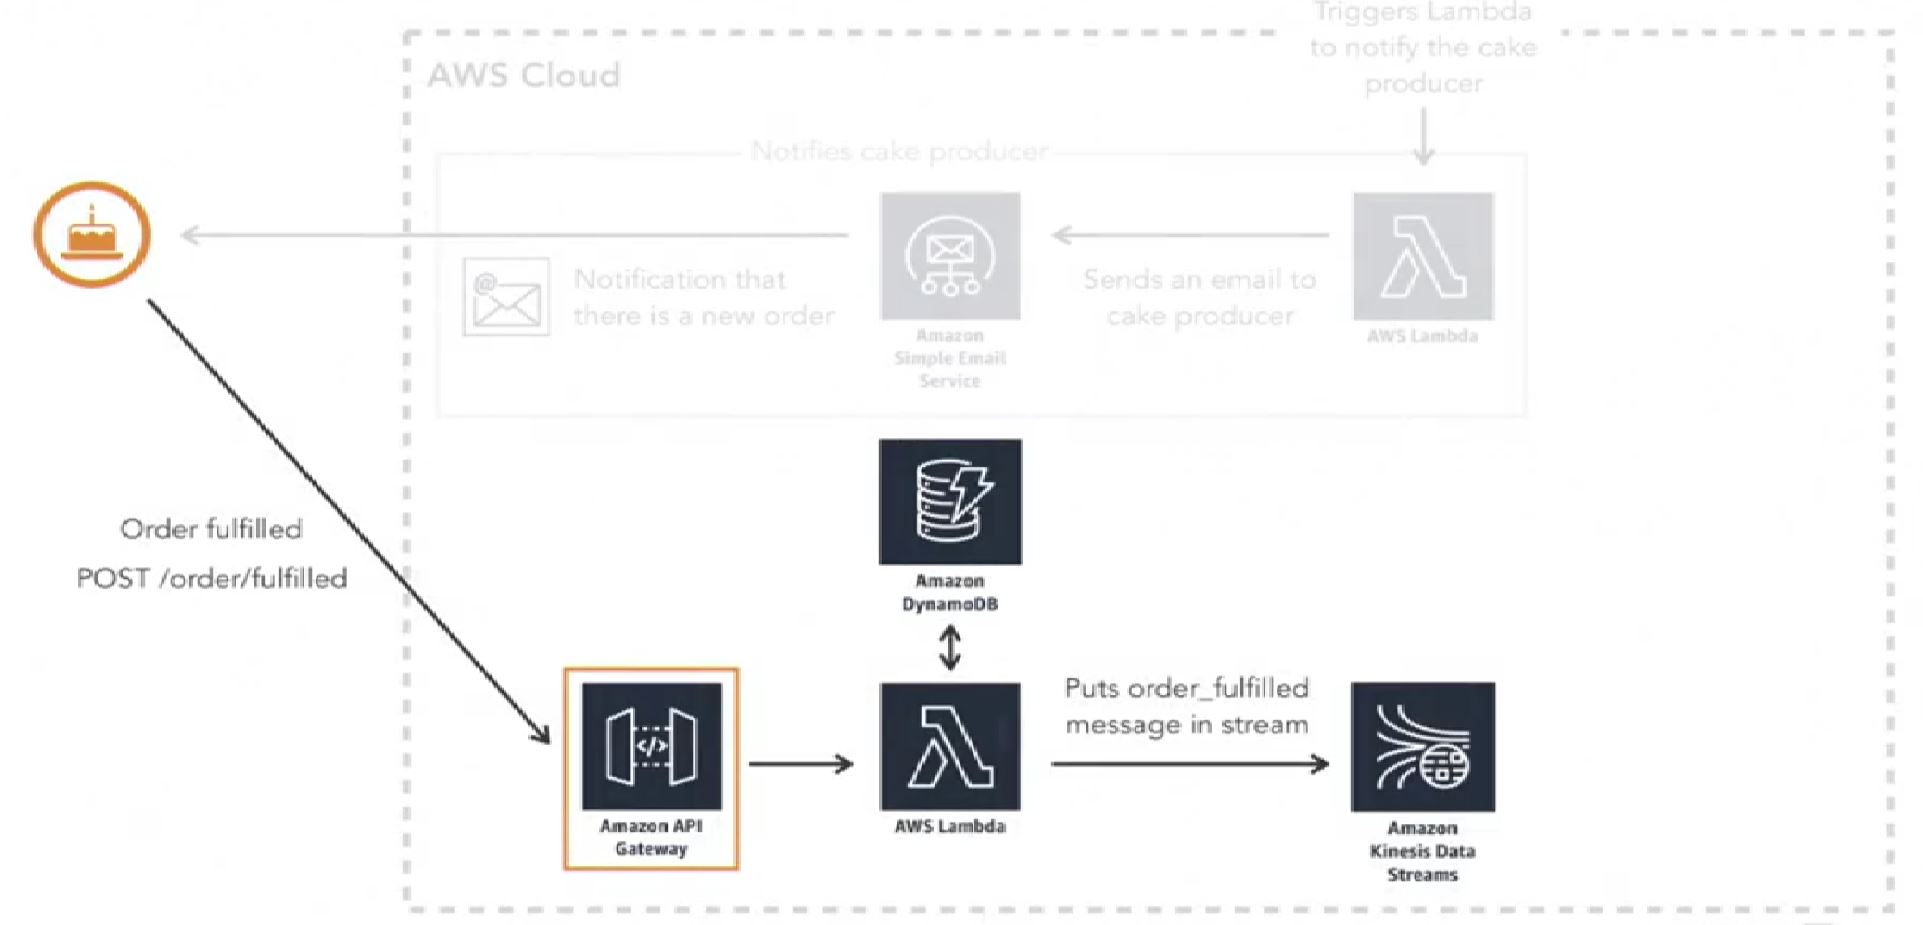 Triggers Lambda
to notify the cake
producer
AWS Cloud
Notifies cake producer
Notification that
there is a new order
Amazon
Simple Email
Service
Sends an email to
cake producer
AWS Lambda
Amazon
DynamoDB
Order fulfilled
POST /order/fulfilled
Amazon API
Gateway
AWS Lambda
Puts order_fulfilled
message in stream
Amazon
Kinesis Data
Streams